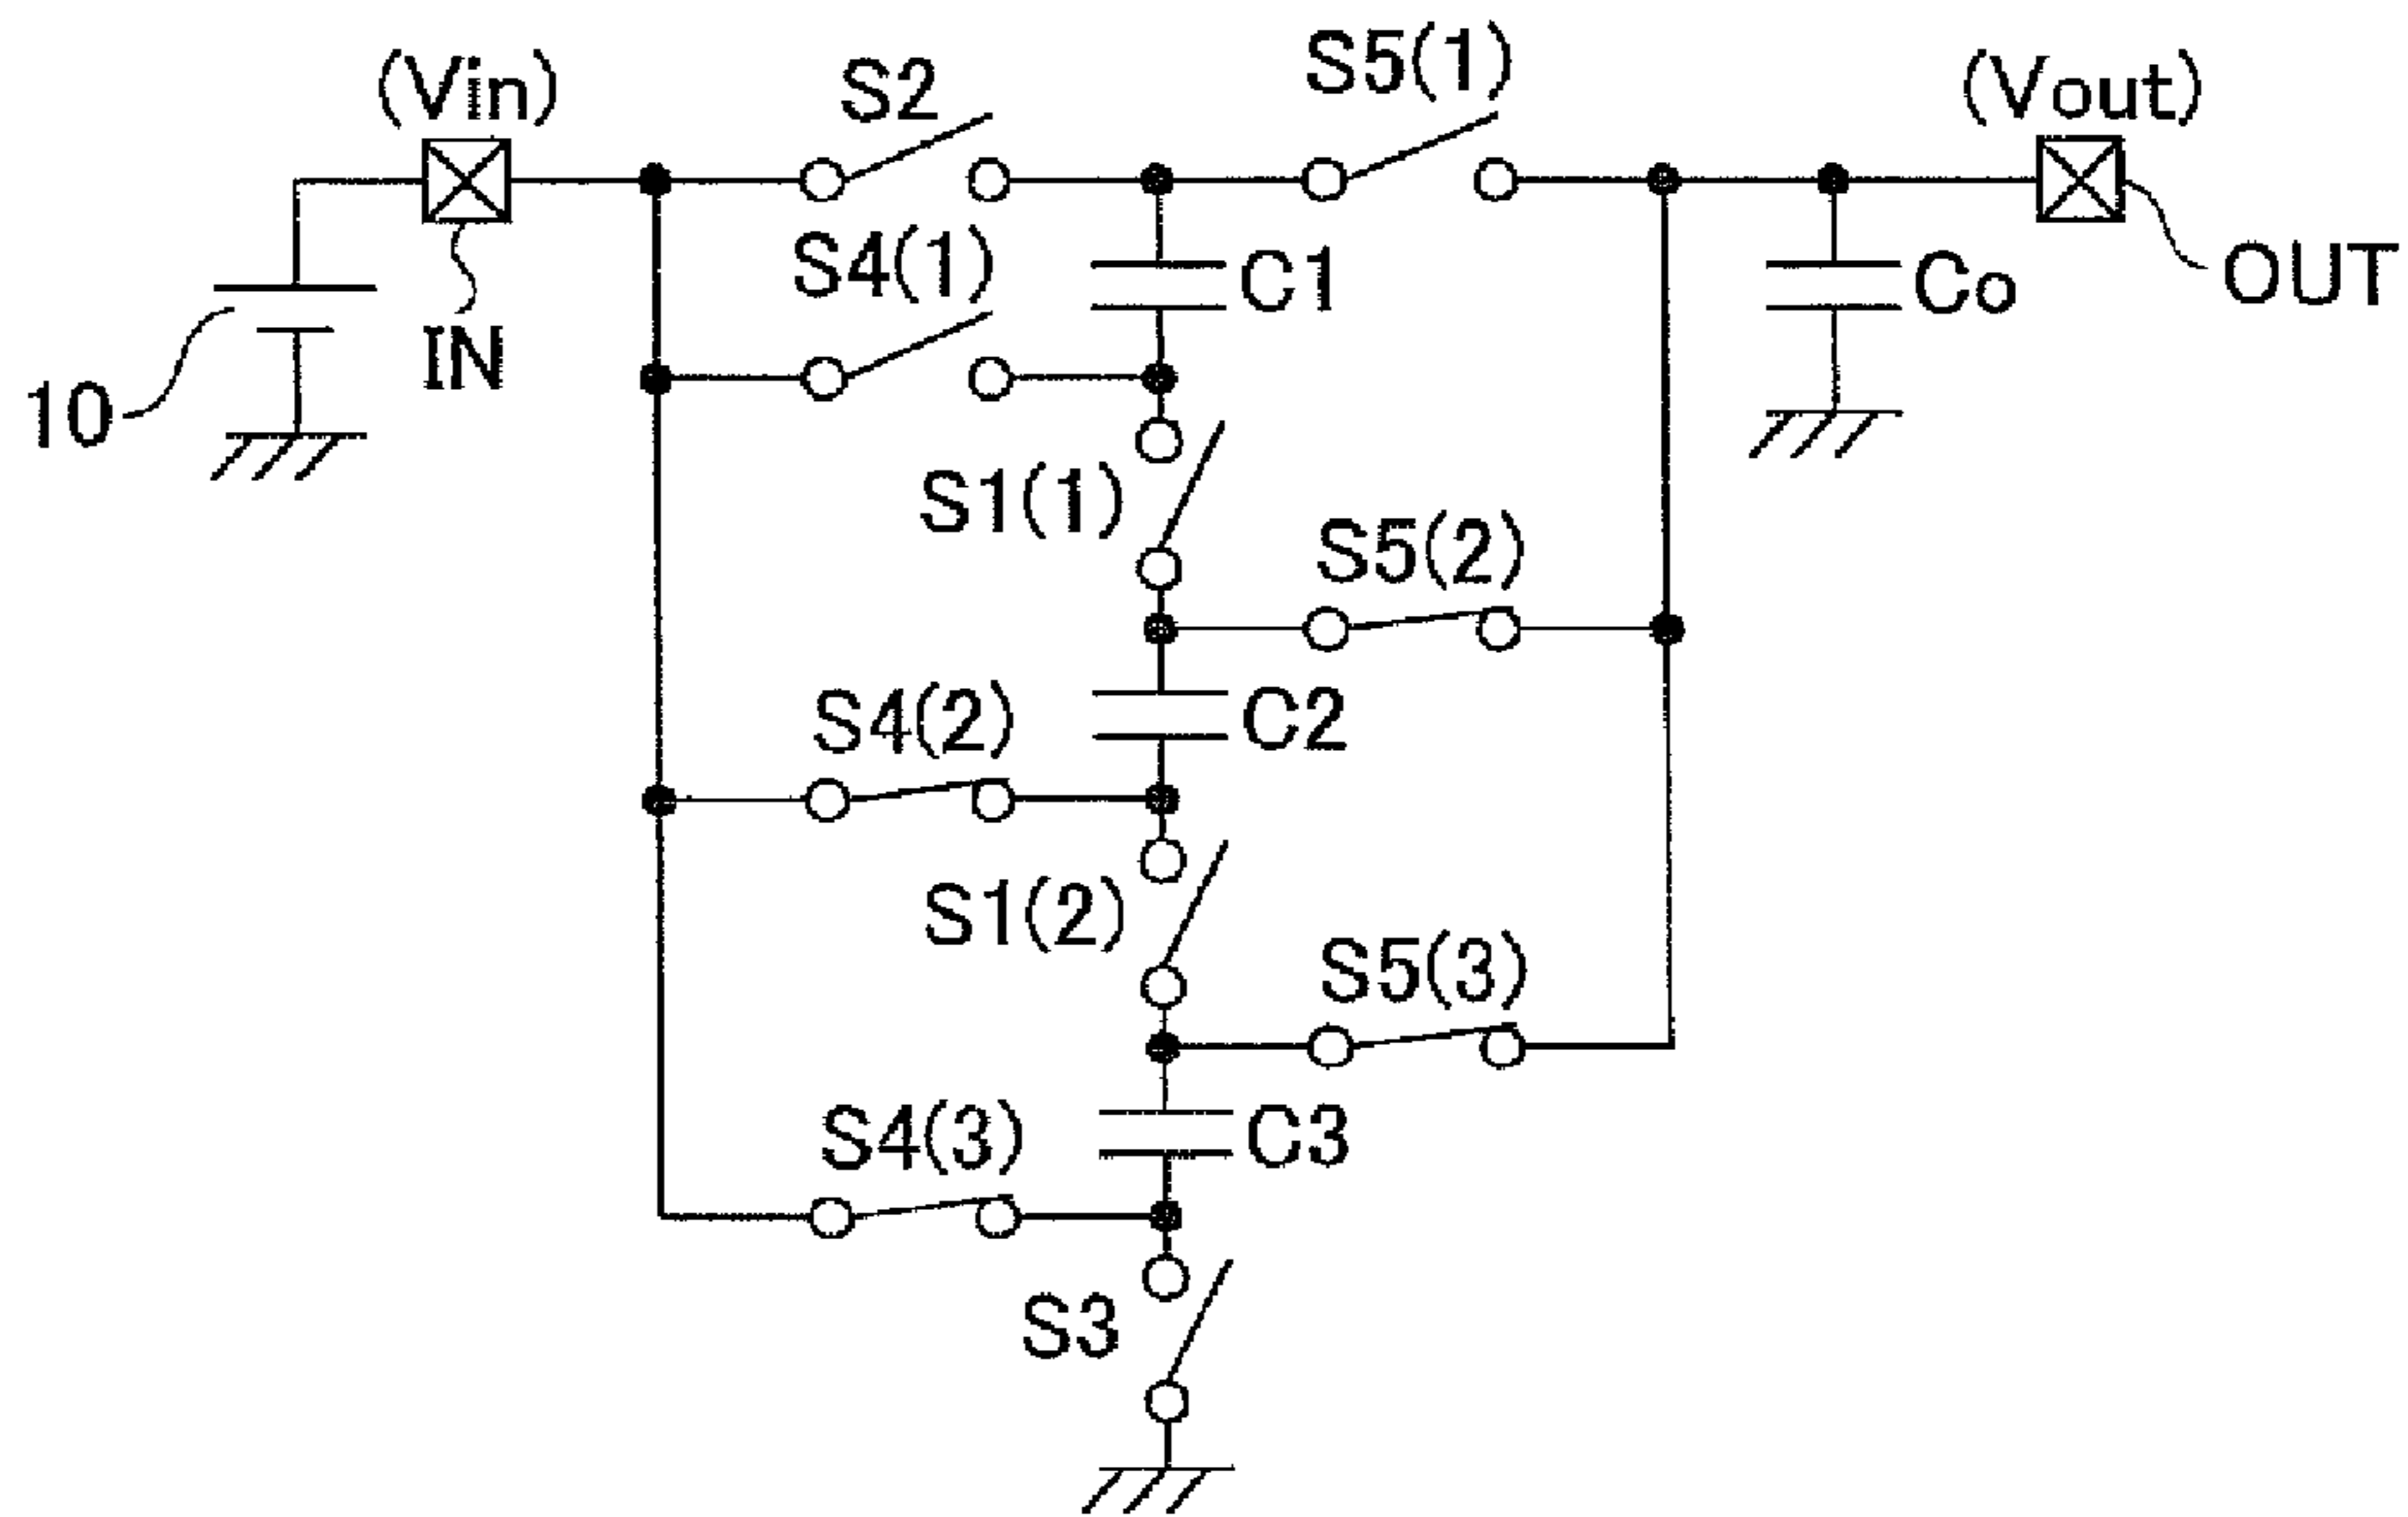 (Vin)
S2
S5(1)
(Vout)
S4(1)
C1
Co
OUT
10
IN
S1(1)
S5(2)
S4(2)
C2
S1(2)
S5(3)
S4(3)
C3
S3